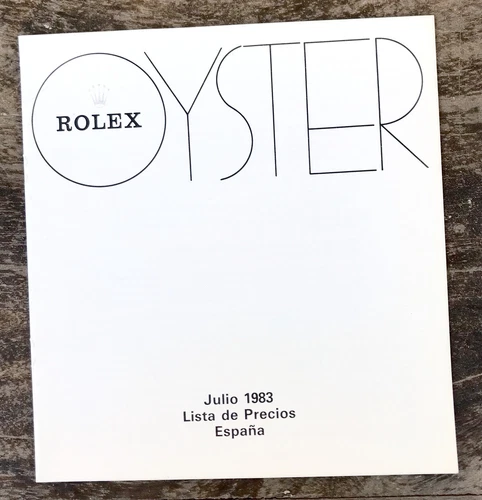 OYSTER
ROLEX
Julio 1983
Lista de Precios
España